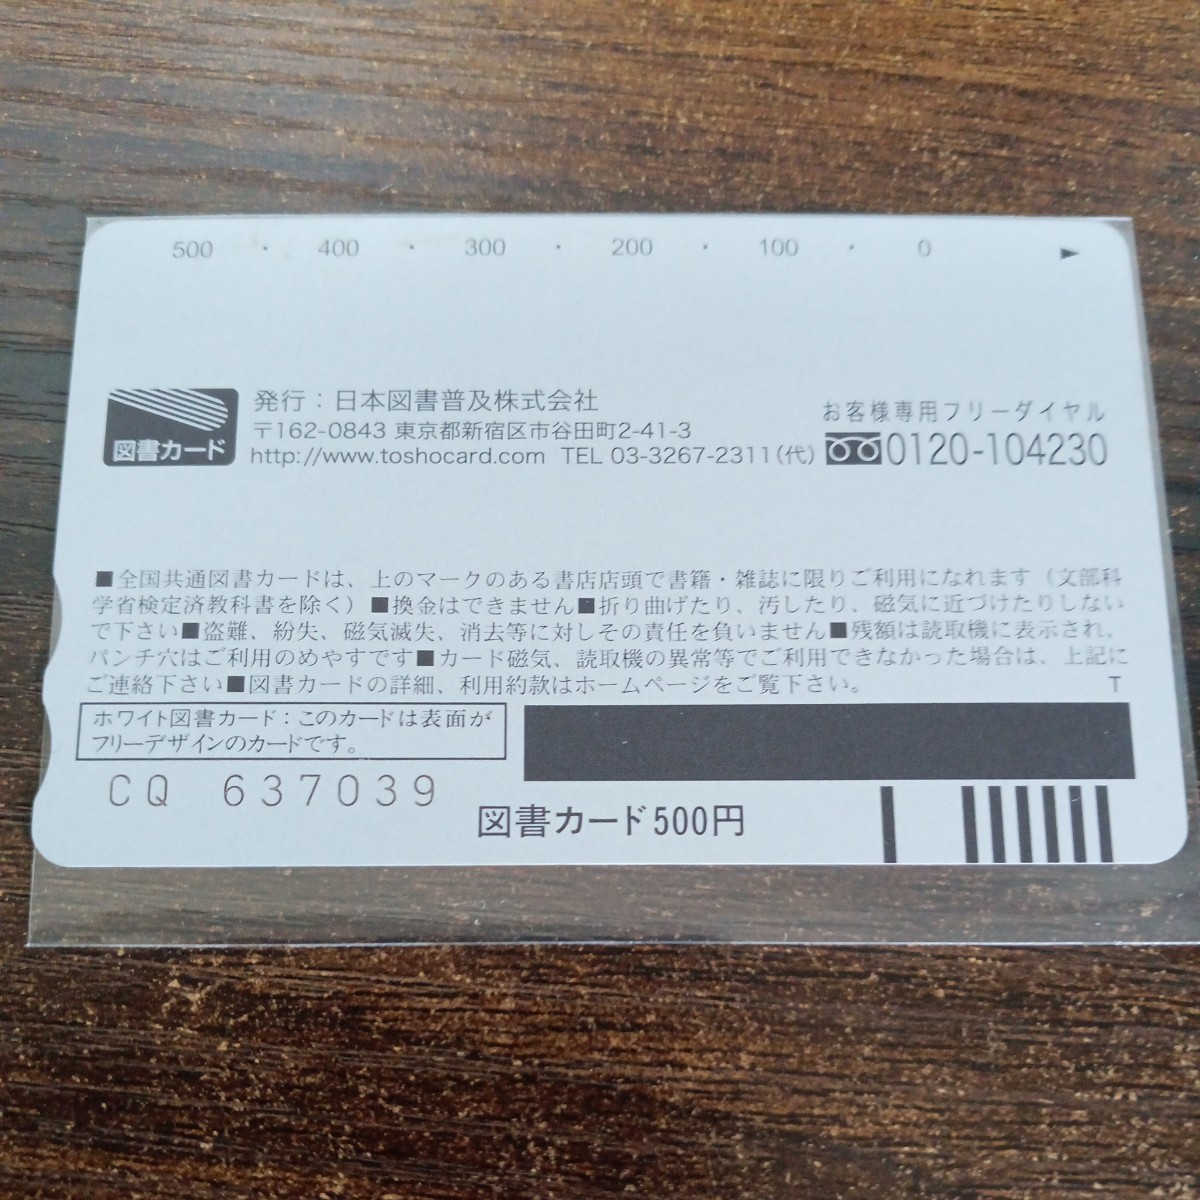 500 · 400 · 300 · 200 · 100 · 0 ►
図書カード
発行：日本図書普及株式会社
〒162-0843 東京都新宿区市谷田町2-41-3
http://www.toshocard.com TEL 03-3267-2311(代)
お客様専用フリーダイヤル
0120-104230
■全国共通図書カードは、上のマークのある書店店頭で書籍・雑誌に限りご利用になれます（文部科
学省検定済教科書を除く）■換金はできません■折り曲げたり、汚したり、磁気に近づけたりしない
で下さい■盗難、紛失、磁気滅失、消去等に対しその責任を負いません■残額は読取機に表示され、
パンチ穴はご利用のめやすです■カード磁気、読取機の異常等でご利用できなかった場合は、上記に
ご連絡下さい■図書カードの詳細、利用約款はホームページをご覧下さい。 T
ホワイト図書カード：このカードは表面が
フリーデザインのカードです。
CQ 637039
図書カード500円